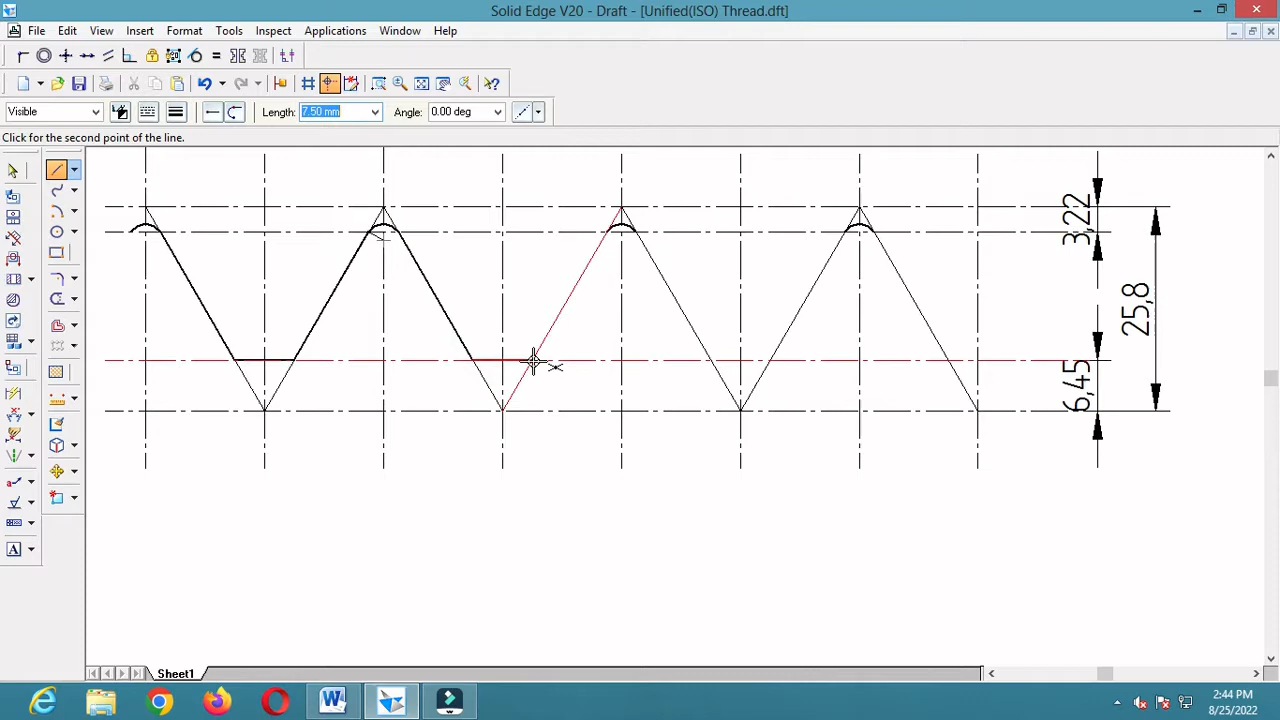 Solid Edge V20 - Draft - [Unified(ISO) Thread.dft]
File Edit View Insert Format Tools Inspect Applications Window Help
Visible Length: 7.50 mm Angle: 0.00 deg
Click for the second point of the line.
3,22
25,8
6,45
Sheet1
2:44 PM
8/25/2022